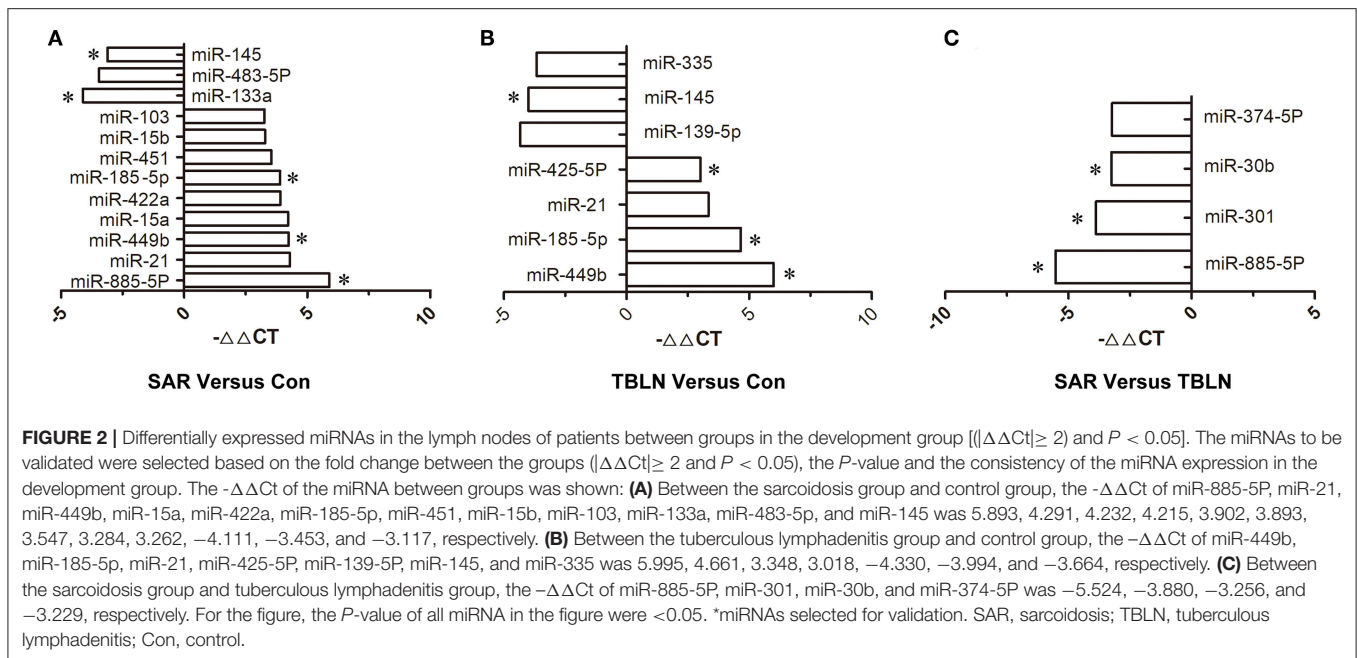 A
* miR-145
miR-483-5P
* miR-133a
miR-103
miR-15b
miR-451
miR-185-5p *
miR-422a
miR-15a
miR-449b *
miR-21
miR-885-5P *
-5 0 5 10
-△△CT
SAR Versus Con
B
miR-335
* miR-145
miR-139-5p
miR-425-5P *
miR-21
miR-185-5p *
miR-449b *
-5 0 5 10
-△△CT
TBLN Versus Con
C
miR-374-5P
* miR-30b
* miR-301
* miR-885-5P
-10 -5 0 5
-△△CT
SAR Versus TBLN
FIGURE 2 | Differentially expressed miRNAs in the lymph nodes of patients between groups in the development group [(|ΔΔCt|≥ 2) and P < 0.05]. The miRNAs to be
validated were selected based on the fold change between the groups (|ΔΔCt|≥ 2 and P < 0.05), the P-value and the consistency of the miRNA expression in the
development group. The -ΔΔCt of the miRNA between groups was shown: (A) Between the sarcoidosis group and control group, the -ΔΔCt of miR-885-5P, miR-21,
miR-449b, miR-15a, miR-422a, miR-185-5p, miR-451, miR-15b, miR-103, miR-133a, miR-483-5p, and miR-145 was 5.893, 4.291, 4.232, 4.215, 3.902, 3.893,
3.547, 3.284, 3.262, −4.111, −3.453, and −3.117, respectively. (B) Between the tuberculous lymphadenitis group and control group, the –ΔΔCt of miR-449b,
miR-185-5p, miR-21, miR-425-5P, miR-139-5P, miR-145, and miR-335 was 5.995, 4.661, 3.348, 3.018, −4.330, −3.994, and −3.664, respectively. (C) Between
the sarcoidosis group and tuberculous lymphadenitis group, the –ΔΔCt of miR-885-5P, miR-301, miR-30b, and miR-374-5P was −5.524, −3.880, −3.256, and
−3.229, respectively. For the figure, the P-value of all miRNA in the figure were <0.05. *miRNAs selected for validation. SAR, sarcoidosis; TBLN, tuberculous
lymphadenitis; Con, control.